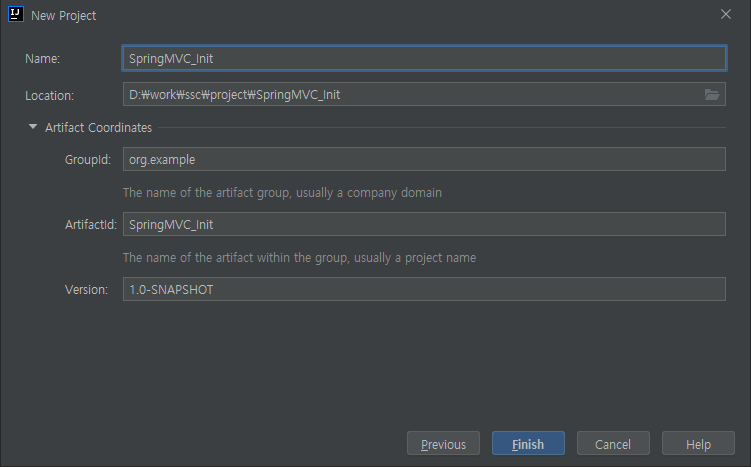 New Project
Name: SpringMVC_Init
Location: D:₩work₩ssc₩project₩SpringMVC_Init
Artifact Coordinates
GroupId: org.example
The name of the artifact group, usually a company domain
ArtifactId: SpringMVC_Init
The name of the artifact within the group, usually a project name
Version: 1.0-SNAPSHOT
Previous Finish Cancel Help